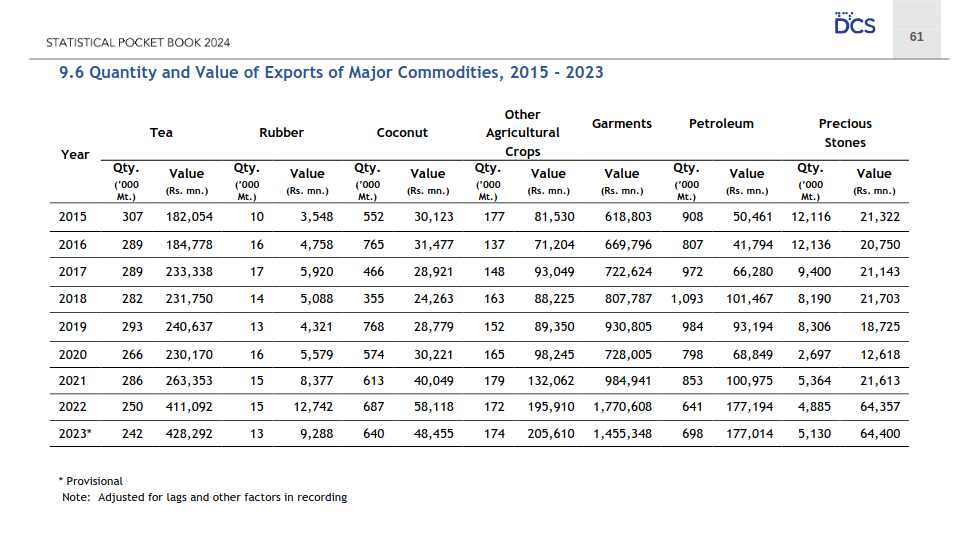 DCS
61
STATISTICAL POCKET BOOK 2024
9.6 Quantity and Value of Exports of Major Commodities, 2015 - 2023
Year Tea Rubber Coconut Other Agricultural Crops Garments Petroleum Precious Stones
Qty. ('000 Mt.) Value (Rs. mn.) Qty. ('000 Mt.) Value (Rs. mn.) Qty. ('000 Mt.) Value (Rs. mn.) Qty. ('000 Mt.) Value (Rs. mn.) Value (Rs. mn.) Qty. ('000 Mt.) Value (Rs. mn.) Qty. ('000 Mt.) Value (Rs. mn.)
2015 307 182,054 10 3,548 552 30,123 177 81,530 618,803 908 50,461 12,116 21,322
2016 289 184,778 16 4,758 765 31,477 137 71,204 669,796 807 41,794 12,136 20,750
2017 289 233,338 17 5,920 466 28,921 148 93,049 722,624 972 66,280 9,400 21,143
2018 282 231,750 14 5,088 355 24,263 163 88,225 807,787 1,093 101,467 8,190 21,703
2019 293 240,637 13 4,321 768 28,779 152 89,350 930,805 984 93,194 8,306 18,725
2020 266 230,170 16 5,579 574 30,221 165 98,245 728,005 798 68,849 2,697 12,618
2021 286 263,353 15 8,377 613 40,049 179 132,062 984,941 853 100,975 5,364 21,613
2022 250 411,092 15 12,742 687 58,118 172 195,910 1,770,608 641 177,194 4,885 64,357
2023* 242 428,292 13 9,288 640 48,455 174 205,610 1,455,348 698 177,014 5,130 64,400
* Provisional
Note: Adjusted for lags and other factors in recording